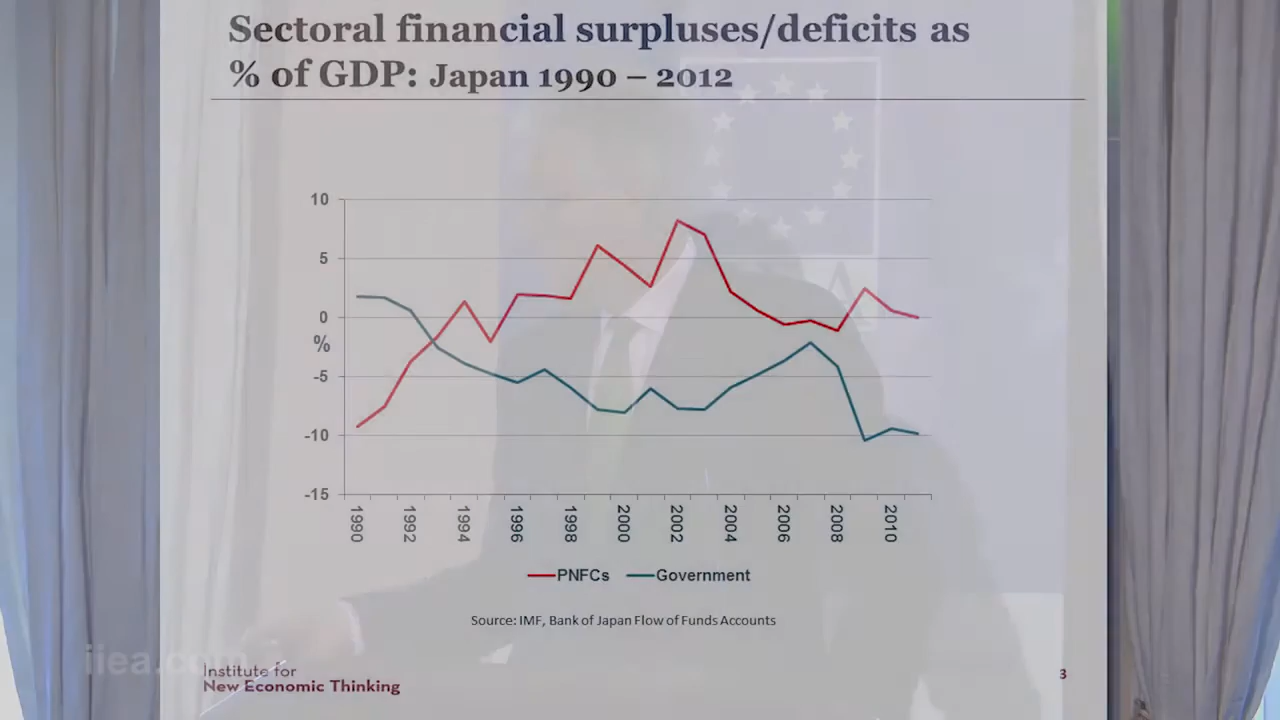 Sectoral financial surpluses/deficits as
% of GDP: Japan 1990 – 2012
10
5
0
%
-5
-10
-15
1990
1992
1994
1996
1998
2000
2002
2004
2006
2008
2010
PNFCs Government
Source: IMF, Bank of Japan Flow of Funds Accounts
iiea.com
Institute for
New Economic Thinking
3